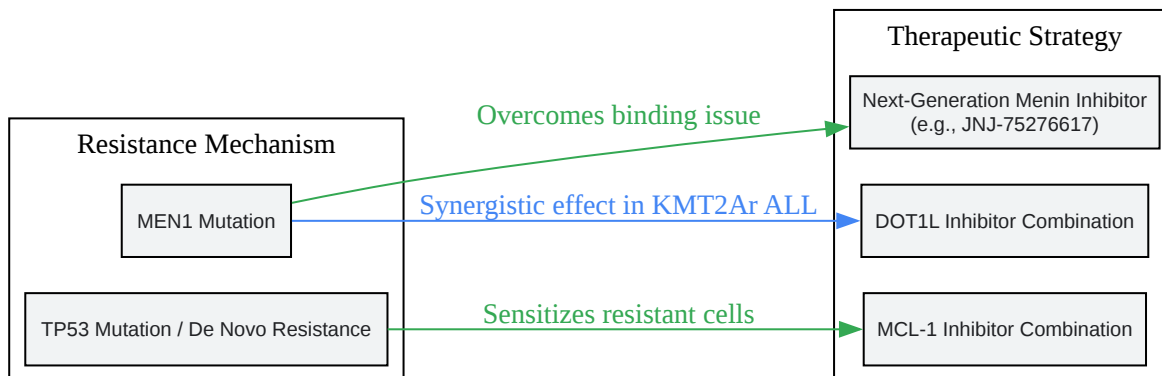 Therapeutic Strategy
Next-Generation Menin Inhibitor
(e.g., JNJ-75276617)
Overcomes binding issue
Resistance Mechanism
MEN1 Mutation
Synergistic effect in KMT2Ar ALL
DOT1L Inhibitor Combination
TP53 Mutation / De Novo Resistance
Sensitizes resistant cells
MCL-1 Inhibitor Combination